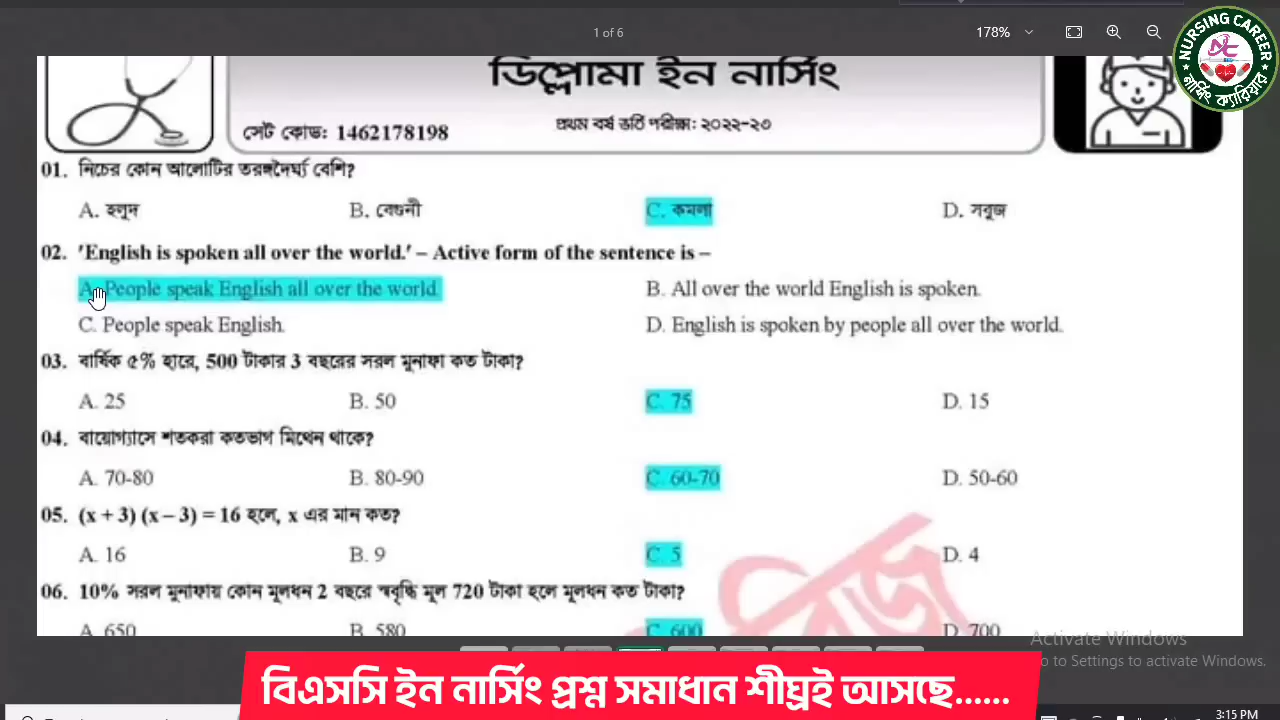 1 of 6
178%
NURSING CAREER
নার্সিং ক্যারিয়ার
ডিপ্লোমা ইন নার্সিং
সেট কোড: 1462178198
প্রথম বর্ষ ভর্তি পরীক্ষা: ২০২২-২৩
01. নিচের কোন আলোটির তরঙ্গদৈর্ঘ্য বেশি?
A. হলুদ B. বেগুনী C. কমলা D. সবুজ
02. 'English is spoken all over the world.' – Active form of the sentence is –
A. People speak English all over the world. B. All over the world English is spoken.
C. People speak English. D. English is spoken by people all over the world.
03. বার্ষিক ৫% হারে, 500 টাকার 3 বছরের সরল মুনাফা কত টাকা?
A. 25 B. 50 C. 75 D. 15
04. বায়োগ্যাসে শতকরা কতভাগ মিথেন থাকে?
A. 70-80 B. 80-90 C. 60-70 D. 50-60
05. (x + 3) (x – 3) = 16 হলে, x এর মান কত?
A. 16 B. 9 C. 5 D. 4
06. 10% সরল মুনাফায় কোন মূলধন 2 বছরে স্ববৃদ্ধি মূল 720 টাকা হলে মূলধন কত টাকা?
A. 650 B. 580 C. 600 D. 700
Activate Windows
Go to Settings to activate Windows.
বিএসসি ইন নার্সিং প্রশ্ন সমাধান শীঘ্রই আসছে......
3:15 PM